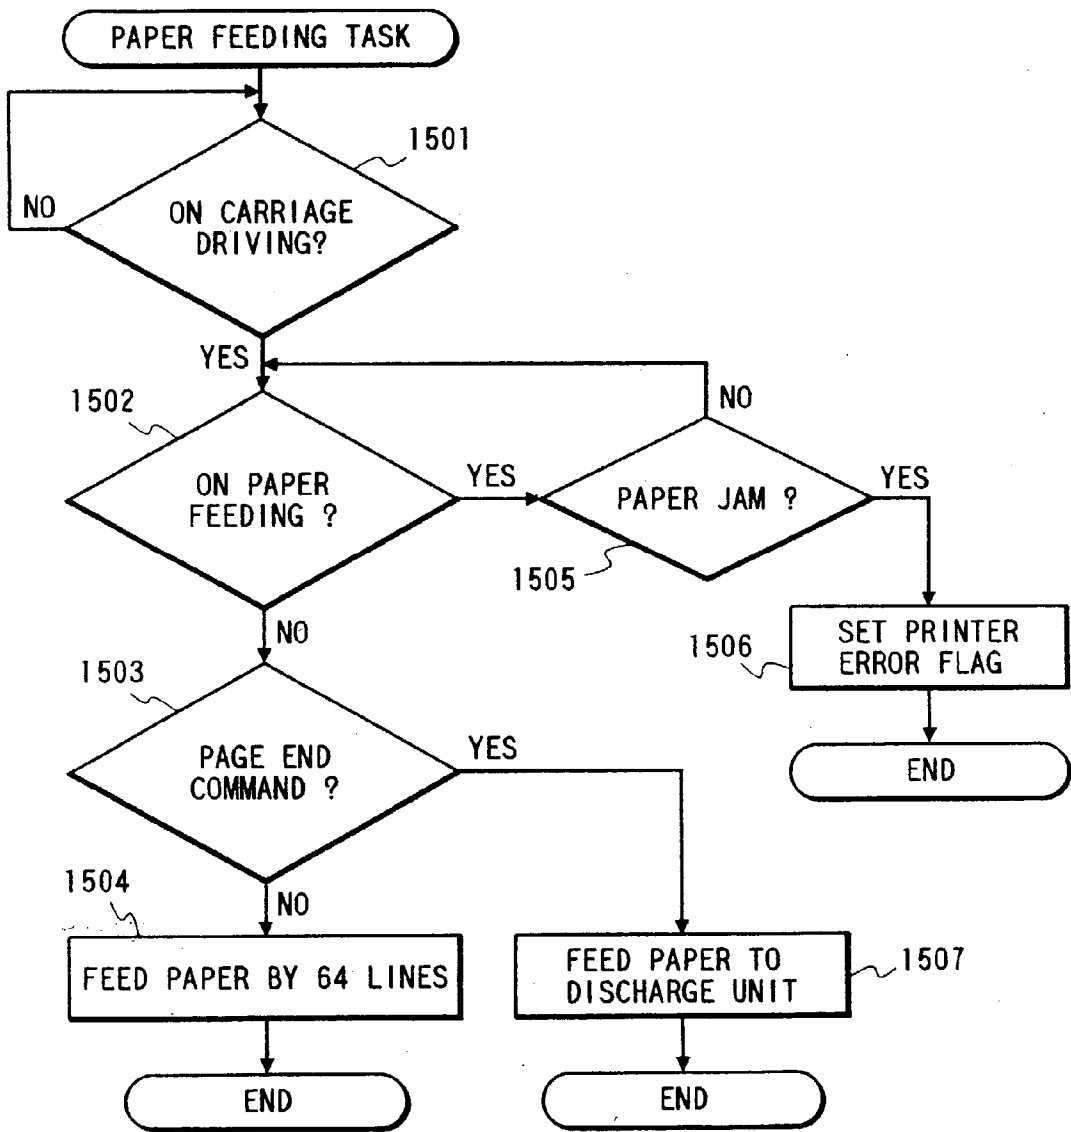 PAPER FEEDING TASK
1501
NO
ON CARRIAGE
DRIVING?
YES
1502
NO
ON PAPER
FEEDING ?
YES
PAPER JAM ?
YES
1505
NO
1506
SET PRINTER
ERROR FLAG
1503
PAGE END
COMMAND ?
YES
END
1504
NO
FEED PAPER BY 64 LINES
FEED PAPER TO
DISCHARGE UNIT
1507
END
END